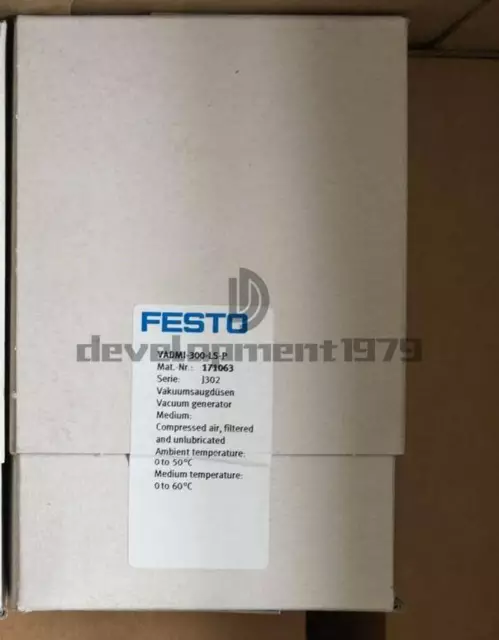 FESTO
VADMI-300-LS-P
development1979
Mat.-Nr.: 171063
Serie: J302
Vakuumsaugdüsen
Vacuum generator
Medium:
Compressed air, filtered
and unlubricated
Ambient temperature:
0 to 50°C
Medium temperature:
0 to 60°C